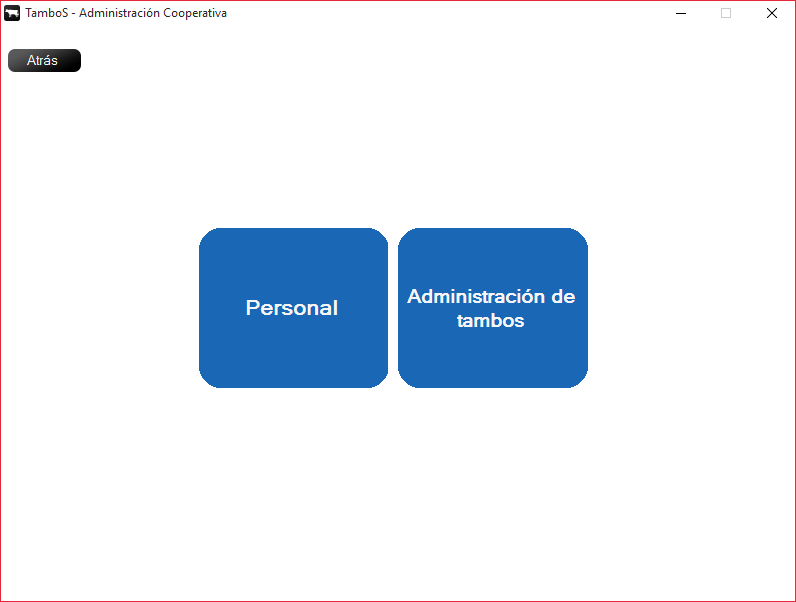 TamboS - Administración Cooperativa
Atrás
Personal
Administración de
tambos